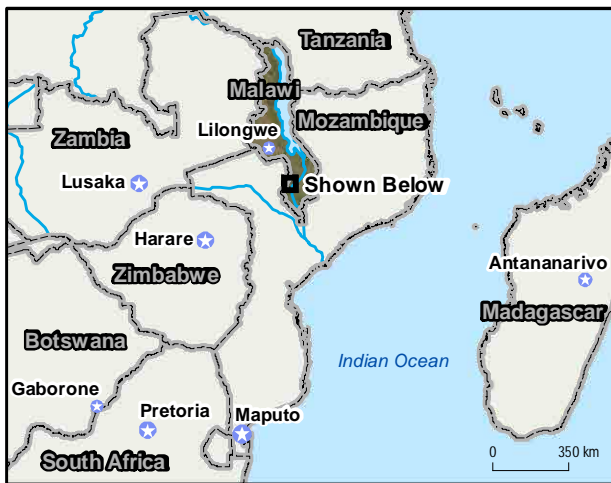 Tanzania
Malawi
Mozambique
Lilongwe
Zambia
Lusaka
Shown Below
Harare
Zimbabwe
Antananarivo
Madagascar
Botswana
Indian Ocean
Gaborone
Pretoria
Maputo
South Africa
0 350 km